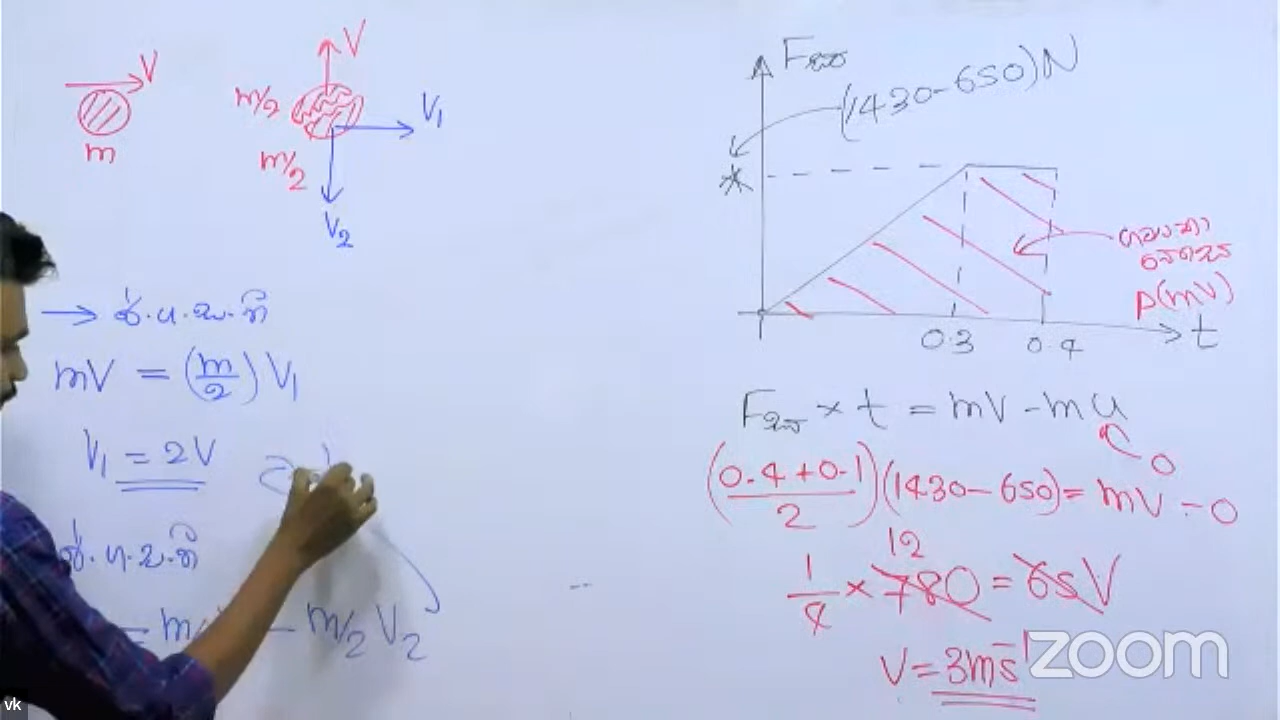 V
m
V
m/2
m/2
V₁
V₂
mV = (m/2) V₁
V₁ = 2V
= m/ – m/2 V₂
F
(1430-650)N
*
0.3
0.4
t
P(mV)
F × t = mV - mu
0
((0.4+0.1)/2)(1430-650) = mV - 0
12
1/4 × 780 = 65V
V = 3ms⁻¹
zoom
vk